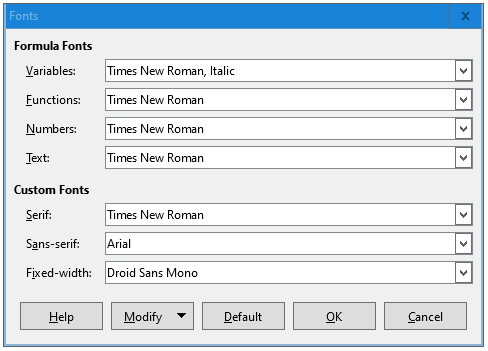 Fonts
Formula Fonts
Variables: Times New Roman, Italic
Functions: Times New Roman
Numbers: Times New Roman
Text: Times New Roman
Custom Fonts
Serif: Times New Roman
Sans-serif: Arial
Fixed-width: Droid Sans Mono
Help Modify Default OK Cancel